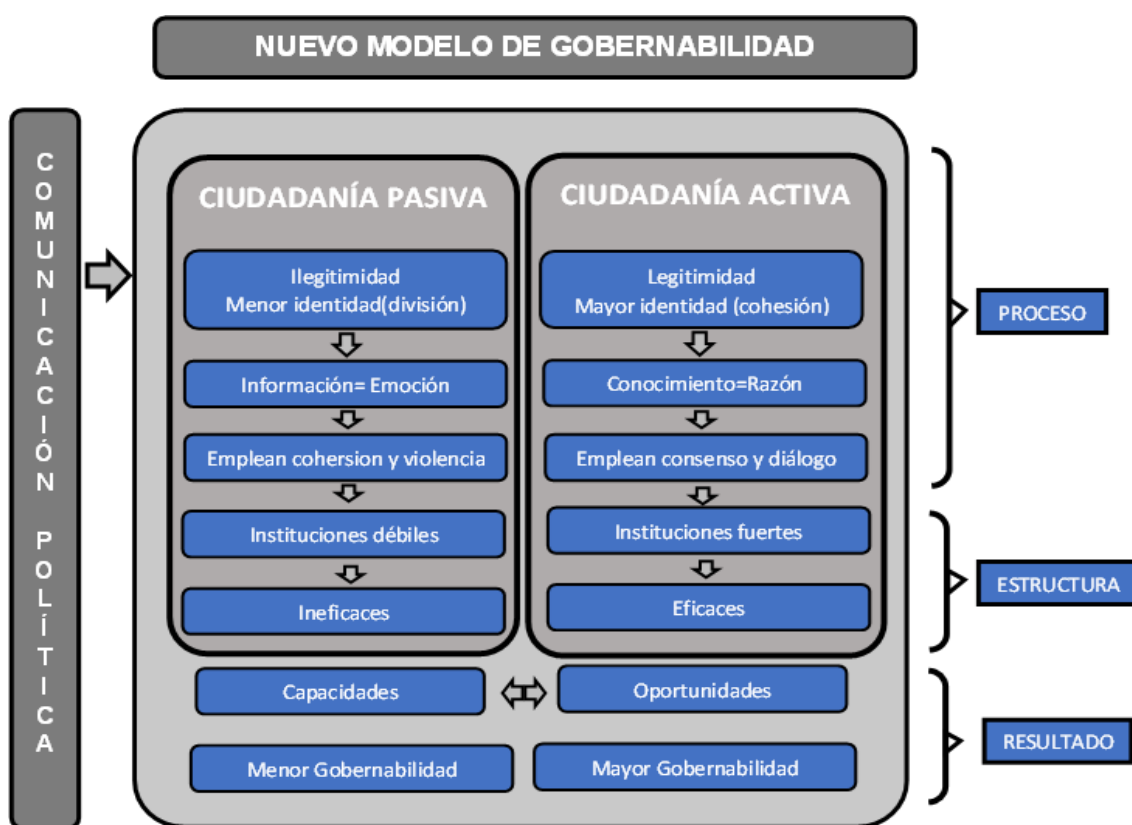 NUEVO MODELO DE GOBERNABILIDAD
COMUNICACIÓN POLÍTICA
CIUDADANÍA PASIVA
Ilegitimidad
Menor identidad(división)
Información= Emoción
Emplean cohersion y violencia
Instituciones débiles
Ineficaces
CIUDADANÍA ACTIVA
Legitimidad
Mayor identidad (cohesión)
Conocimiento=Razón
Emplean consenso y diálogo
Instituciones fuertes
Eficaces
Capacidades
Oportunidades
Menor Gobernabilidad
Mayor Gobernabilidad
PROCESO
ESTRUCTURA
RESULTADO